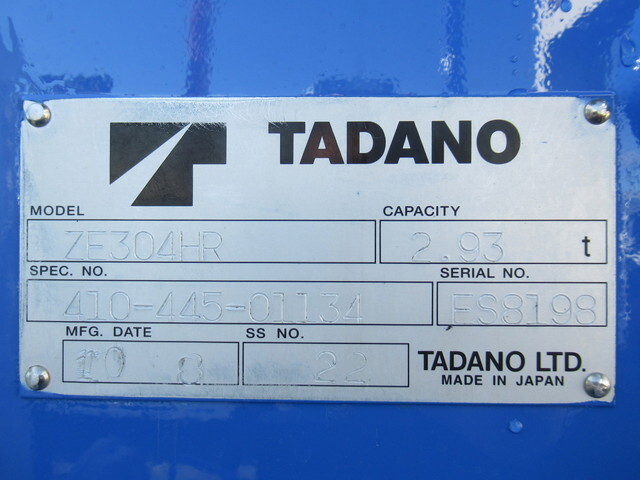 TADANO
MODEL
CAPACITY
ZE304HR
2.93 t
SPEC. NO.
SERIAL NO.
410-445-01134
ES8198
MFG. DATE
SS NO.
10 8
22
TADANO LTD.
MADE IN JAPAN